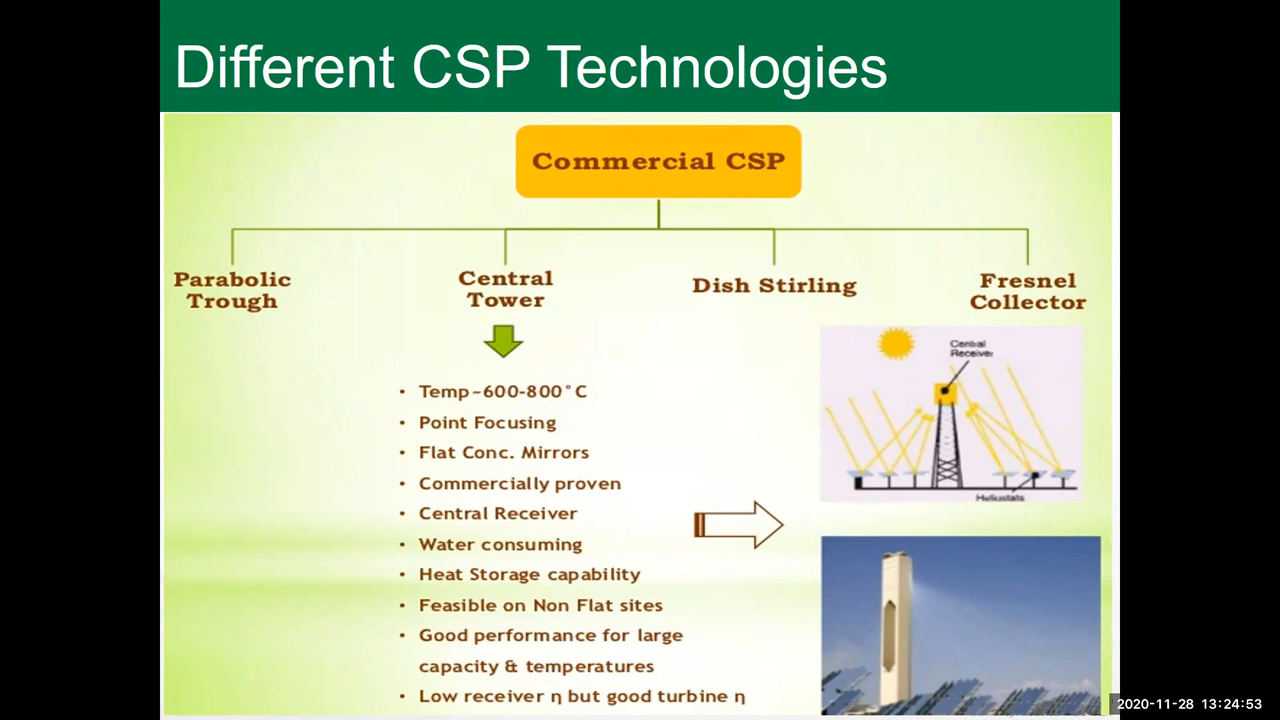 Different CSP Technologies
Commercial CSP
Parabolic
Trough
Central
Tower
Dish Stirling
Fresnel
Collector
• Temp~600-800°C
• Point Focusing
• Flat Conc. Mirrors
• Commercially proven
• Central Receiver
• Water consuming
• Heat Storage capability
• Feasible on Non Flat sites
• Good performance for large
capacity & temperatures
• Low receiver η but good turbine η
Central
Receiver
Heliostats
2020-11-28 13:24:53